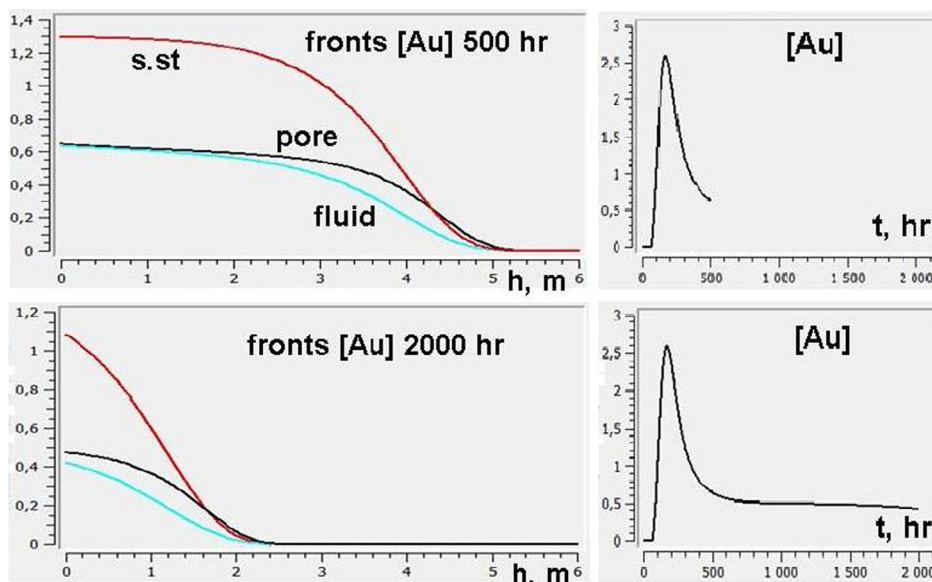 1,4
fronts [Au] 500 hr
1,2
s.st
1
0,8
pore
0,6
0,4
fluid
0,2
0
0 1 2 3 4 5 6
h, m
3
[Au]
2,5
2
1,5
1
0,5
t, hr
0
0 500 1 000 1 500 2 000
1,2
fronts [Au] 2000 hr
1
0,8
0,6
0,4
0,2
0
0 1 2 3 4 5 6
h, m
3
[Au]
2,5
2
1,5
1
0,5
t, hr
0
0 500 1 000 1 500 2 000